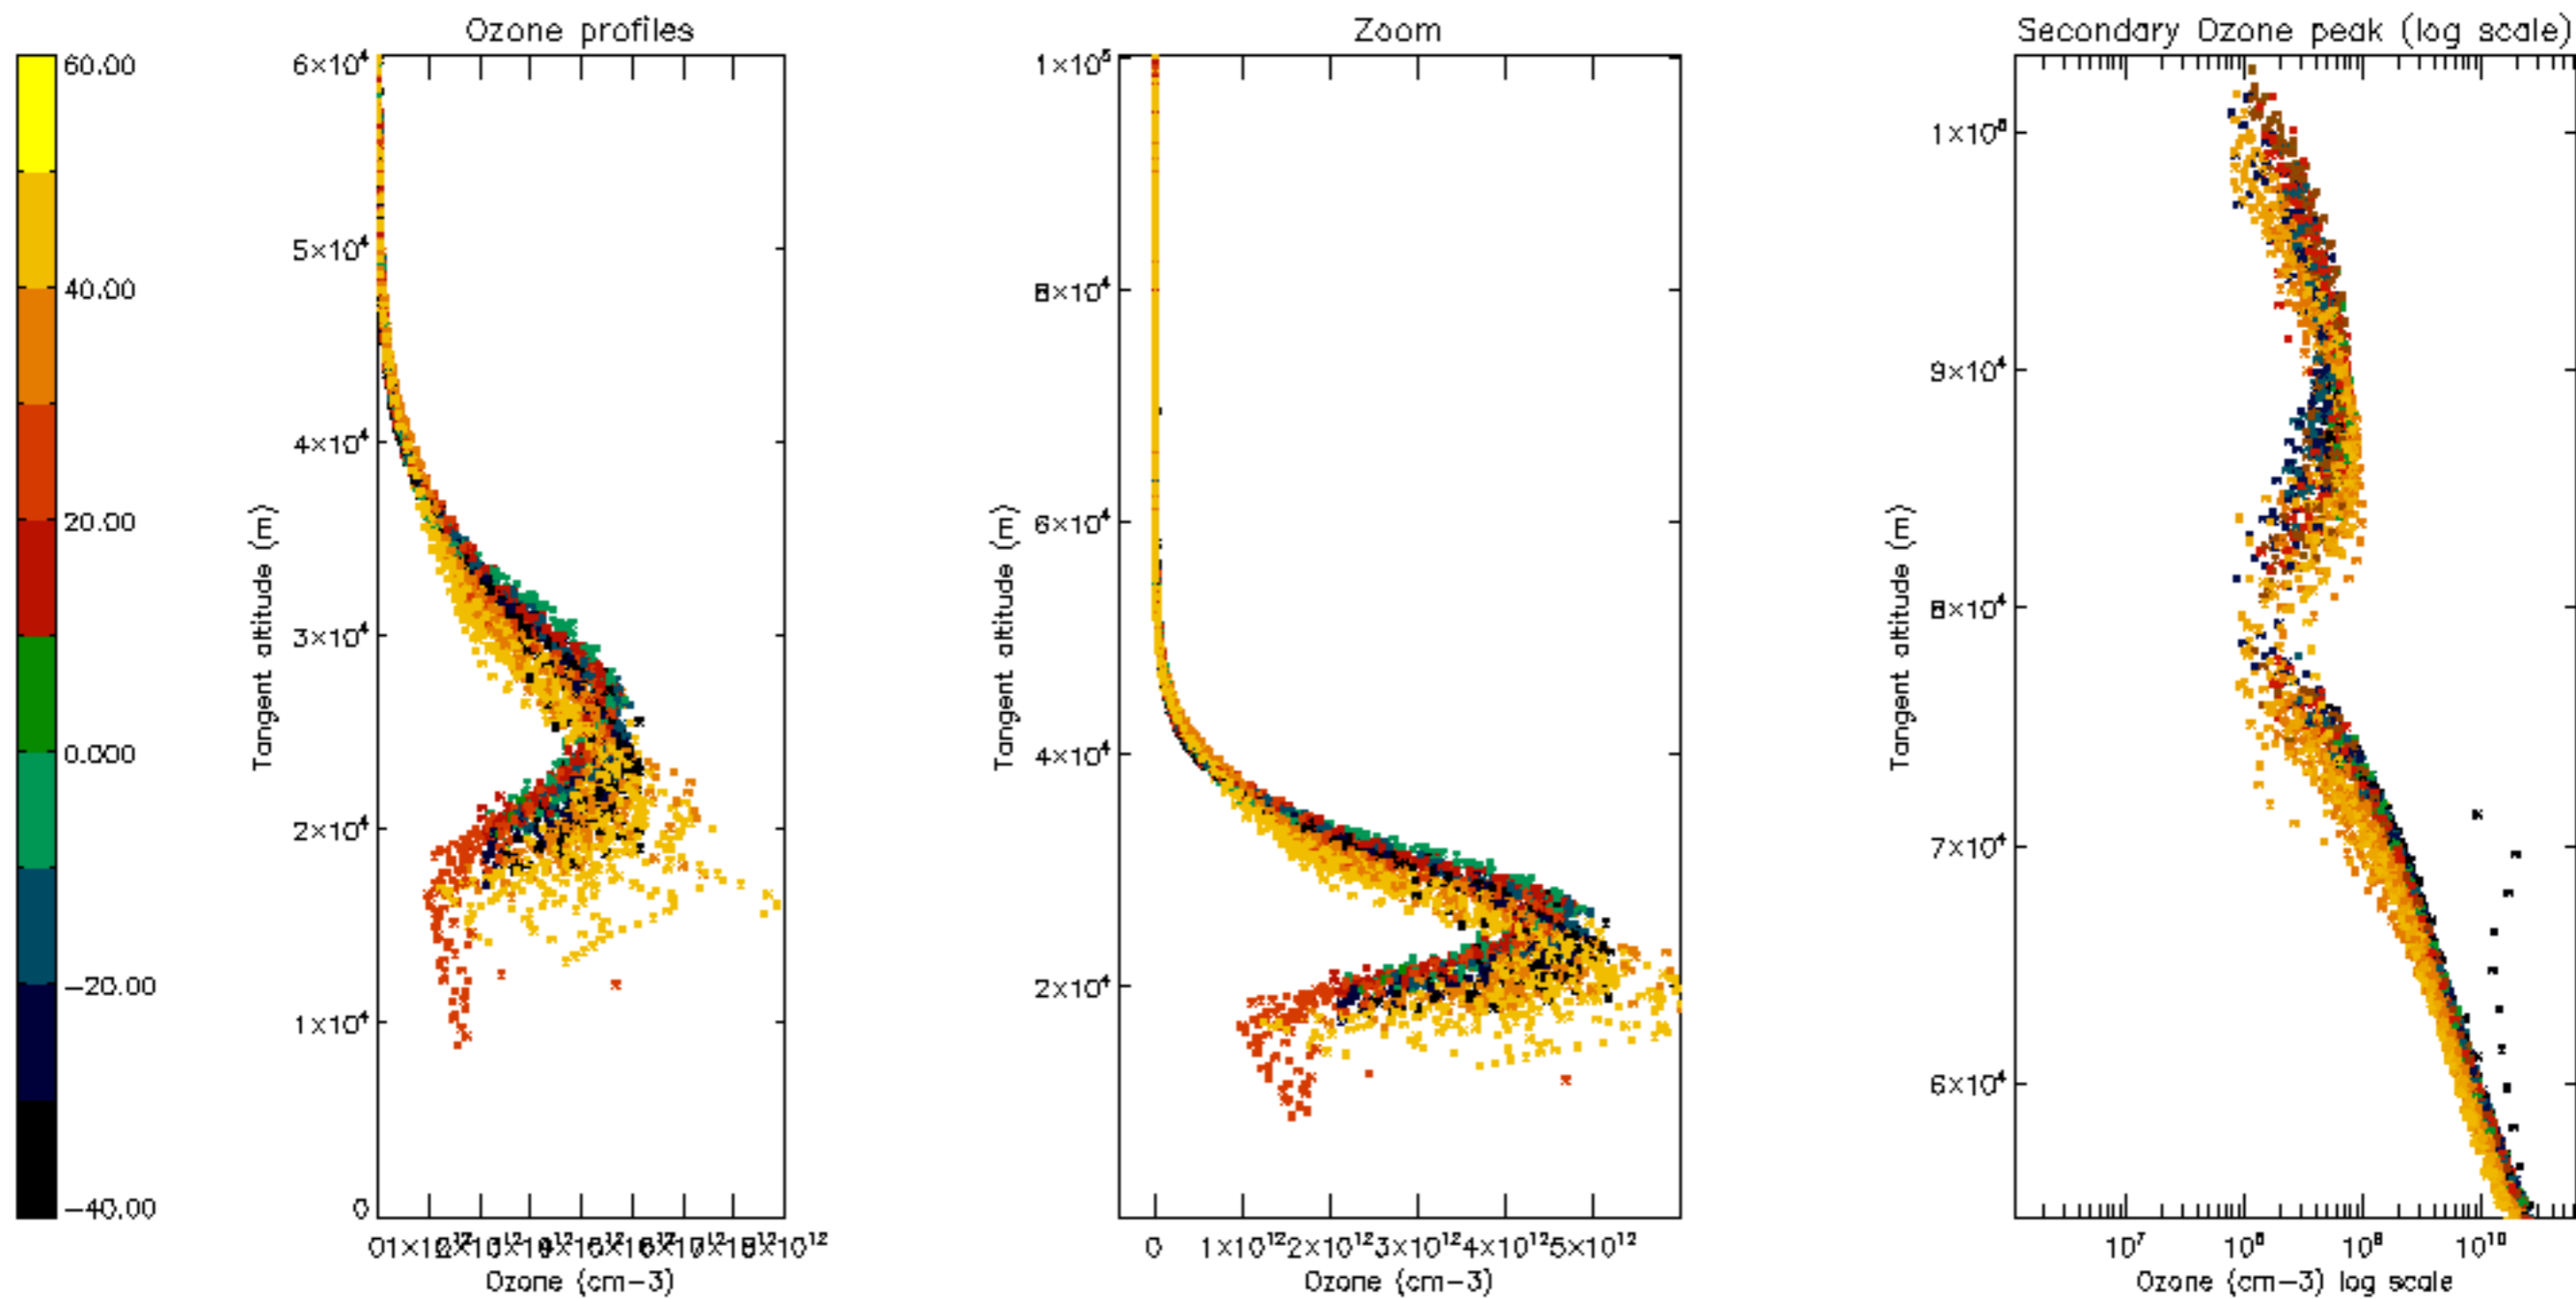 Ozone profiles
Zoom
Secondary Ozone peak (log scale)
60.00
40.00
20.00
0.000
−20.00
−40.00
6×10⁴
5×10⁴
4×10⁴
3×10⁴
2×10⁴
1×10⁴
0
Tangent altitude (m)
Ozone (cm−3)
1×10⁵
8×10⁴
6×10⁴
4×10⁴
2×10⁴
Tangent altitude (m)
0 1×10¹² 2×10¹² 3×10¹² 4×10¹² 5×10¹²
Ozone (cm−3)
9×10⁴
8×10⁴
7×10⁴
6×10⁴
Tangent altitude (m)
10⁷ 10⁸ 10⁹ 10¹⁰
Ozone (cm−3) log scale